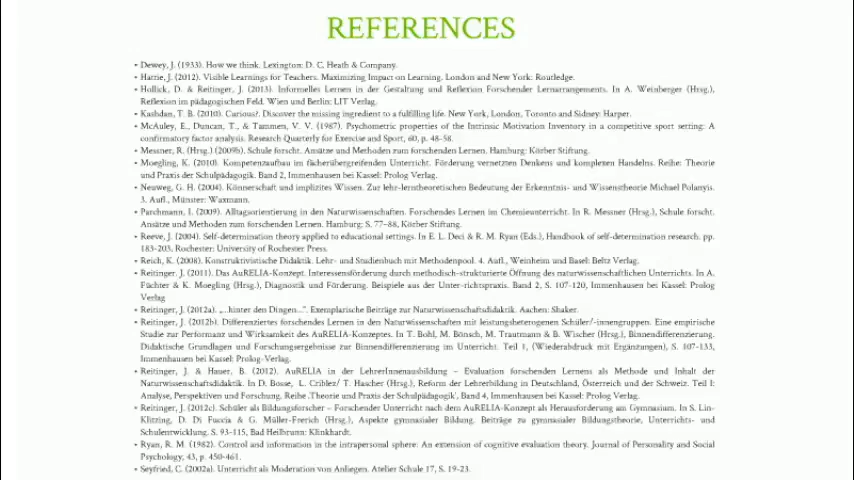 REFERENCES
• Dewey, J. (1933). How we think. Lexington: D. C. Heath & Company.
• Hattie, J. (2012). Visible Learnings for Teachers. Maximizing Impact on Learning. London and New York: Routledge.
• Hollick, D. & Reitinger, J. (2013). Informelles Lernen in der Gestaltung und Reflexion Forschender Lernarrangements. In A. Weinberger (Hrsg.),
Reflexion im pädagogischen Feld. Wien und Berlin: LIT Verlag.
• Kashdan, T. B. (2010). Curious?. Discover the missing ingredient to a fulfilling life. New York, London, Toronto and Sidney: Harper.
• McAuley, E., Duncan, T., & Tammen, V. V. (1987). Psychometric properties of the Intrinsic Motivation Inventory in a competitive sport setting: A
confirmatory factor analysis. Research Quarterly for Exercise and Sport, 60, p. 48-58.
• Messner, R. (Hrsg.) (2009b). Schule forscht. Ansätze und Methoden zum forschenden Lernen. Hamburg: Körber Stiftung.
• Moegling, K. (2010). Kompetenzaufbau im fächerübergreifenden Unterricht. Förderung vernetzten Denkens und komplexen Handelns. Reihe: Theorie
und Praxis der Schulpädagogik. Band 2, Immenhausen bei Kassel: Prolog Verlag.
• Neuweg, G. H. (2004). Könnerschaft und implizites Wissen. Zur lehr-lerntheoretischen Bedeutung der Erkenntnis- und Wissenstheorie Michael Polanyis.
3. Aufl., Münster: Waxmann.
• Parchmann, I. (2009). Alltagsorientierung in den Naturwissenschaften. Forschendes Lernen im Chemieunterricht. In R. Messner (Hrsg.), Schule forscht.
Ansätze und Methoden zum forschenden Lernen. Hamburg: S. 77–88, Körber Stiftung.
• Reeve, J. (2004). Self-determination theory applied to educational settings. In E. L. Deci & R. M. Ryan (Eds.), Handbook of self-determination research. pp.
183-203. Rochester: University of Rochester Press.
• Reich, K. (2008). Konstruktivistische Didaktik. Lehr- und Studienbuch mit Methodenpool. 4. Aufl., Weinheim und Basel: Beltz Verlag.
• Reitinger, J. (2011). Das AuRELIA-Konzept. Interessensförderung durch methodisch-strukturierte Öffnung des naturwissenschaftlichen Unterrichts. In A.
Füchter & K. Moegling (Hrsg.), Diagnostik und Förderung. Beispiele aus der Unter-richtspraxis. Band 2, S. 107-120, Immenhausen bei Kassel: Prolog
Verlag
• Reitinger, J. (2012a). „...hinter den Dingen...". Exemplarische Beiträge zur Naturwissenschaftsdidaktik. Aachen: Shaker.
• Reitinger, J. (2012b). Differenziertes forschendes Lernen in den Naturwissenschaften mit leistungsheterogenen Schüler/-innengruppen. Eine empirische
Studie zur Performanz und Wirksamkeit des AuRELIA-Konzeptes. In T. Bohl, M. Bönsch, M. Trautmann & B. Wischer (Hrsg.), Binnendifferenzierung.
Didaktische Grundlagen und Forschungsergebnisse zur Binnendifferenzierung im Unterricht. Teil 1, (Wiederabdruck mit Ergänzungen), S. 107-133,
Immenhausen bei Kassel: Prolog-Verlag.
• Reitinger, J. & Hauer, B. (2012). AuRELIA in der LehrerInnenausbildung – Evaluation forschenden Lernens als Methode und Inhalt der
Naturwissenschaftsdidaktik. In D. Bosse, L. Criblez/ T. Hascher (Hrsg.), Reform der Lehrerbildung in Deutschland, Österreich und der Schweiz. Teil I:
Analyse, Perspektiven und Forschung. Reihe ‚Theorie und Praxis der Schulpädagogik', Band 4, Immenhausen bei Kassel: Prolog Verlag.
• Reitinger, J. (2012c). Schüler als Bildungsforscher – Forschender Unterricht nach dem AuRELIA-Konzept als Herausforderung am Gymnasium. In S. Lin-
Klitzing, D. Di Fuccia & G. Müller-Frerich (Hrsg.), Aspekte gymnasialer Bildung. Beiträge zu gymnasialer Bildungstheorie, Unterrichts- und
Schulentwicklung. S. 93-115, Bad Heilbrunn: Klinkhardt.
• Ryan, R. M. (1982). Control and information in the intrapersonal sphere: An extension of cognitive evaluation theory. Journal of Personality and Social
Psychology, 43, p. 450-461.
• Seyfried, C. (2002a). Unterricht als Moderation von Anliegen. Atelier Schule 17, S. 19-23.